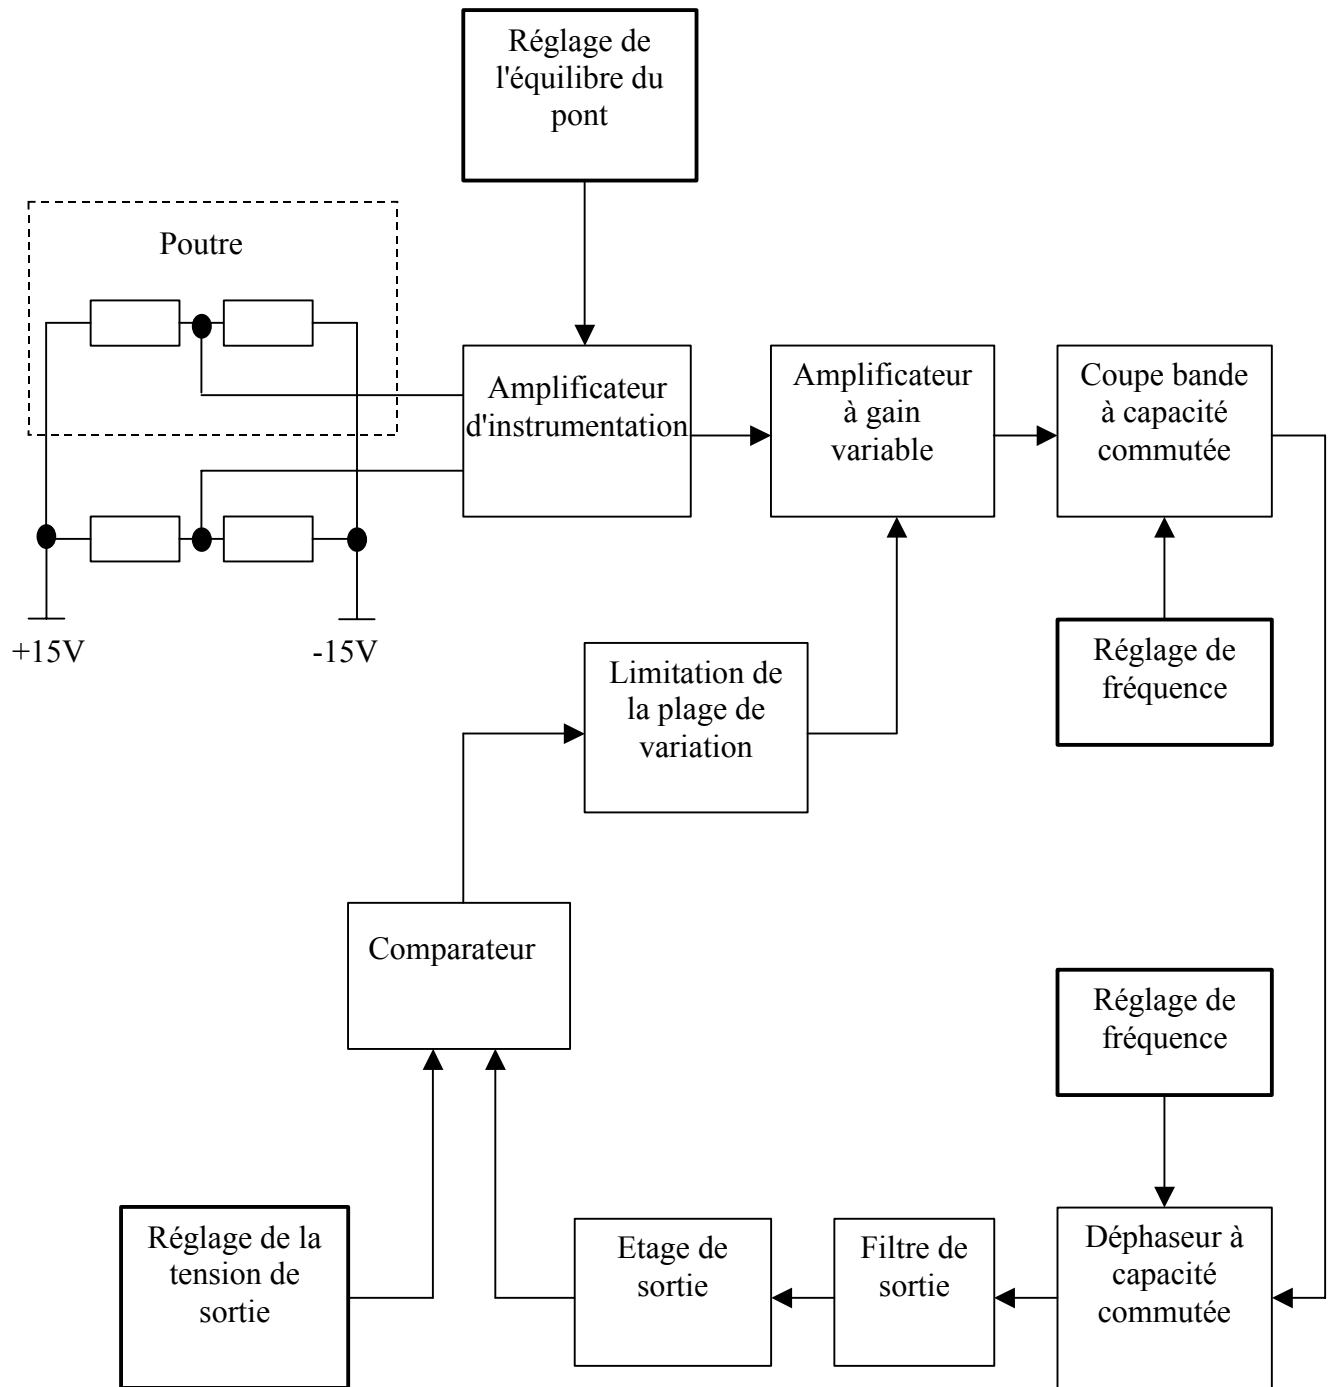 Réglage de
l'équilibre du
pont
Poutre
Amplificateur
d'instrumentation
Amplificateur
à gain
variable
Coupe bande
à capacité
commutée
+15V
-15V
Limitation de
la plage de
variation
Réglage de
fréquence
Comparateur
Réglage de
fréquence
Réglage de la
tension de
sortie
Etage de
sortie
Filtre de
sortie
Déphaseur à
capacité
commutée